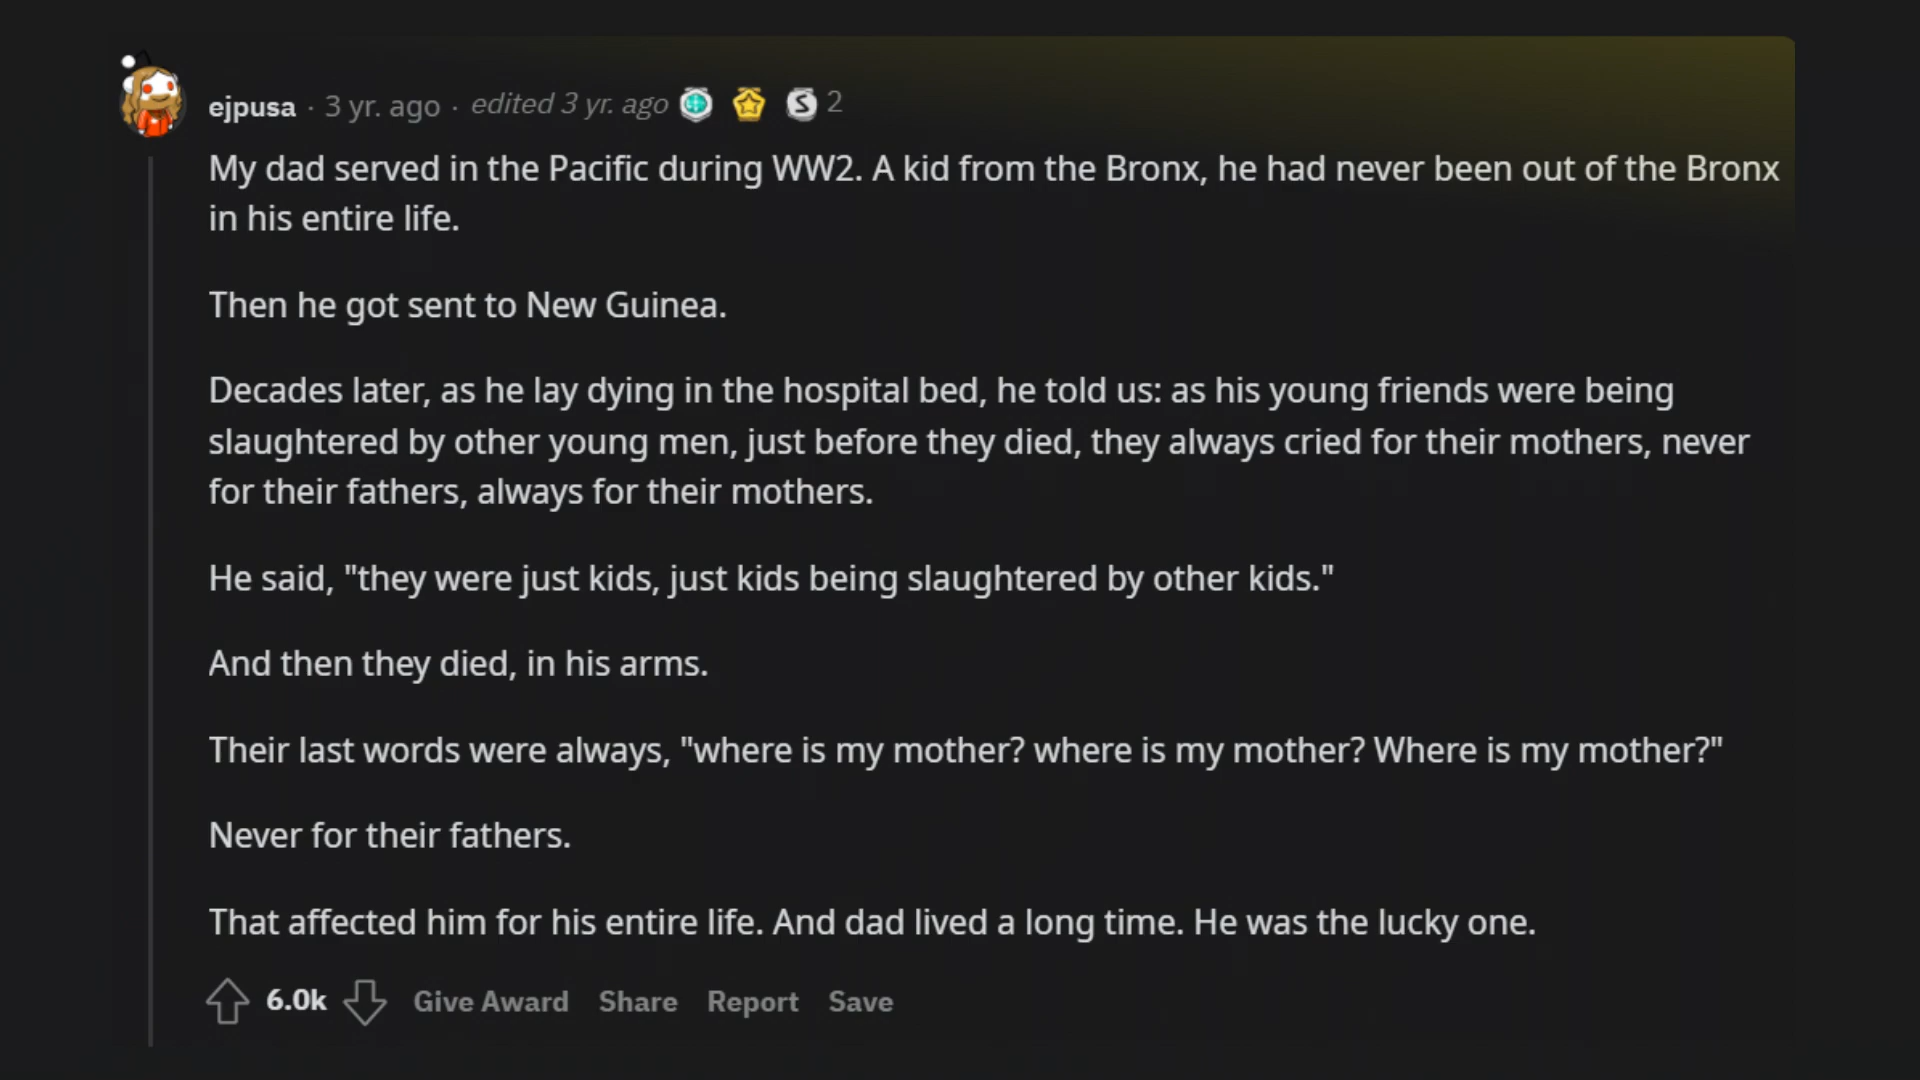 ejpusa · 3 yr. ago · edited 3 yr. ago S 2
My dad served in the Pacific during WW2. A kid from the Bronx, he had never been out of the Bronx
in his entire life.
Then he got sent to New Guinea.
Decades later, as he lay dying in the hospital bed, he told us: as his young friends were being
slaughtered by other young men, just before they died, they always cried for their mothers, never
for their fathers, always for their mothers.
He said, "they were just kids, just kids being slaughtered by other kids."
And then they died, in his arms.
Their last words were always, "where is my mother? where is my mother? Where is my mother?"
Never for their fathers.
That affected him for his entire life. And dad lived a long time. He was the lucky one.
6.0k Give Award Share Report Save